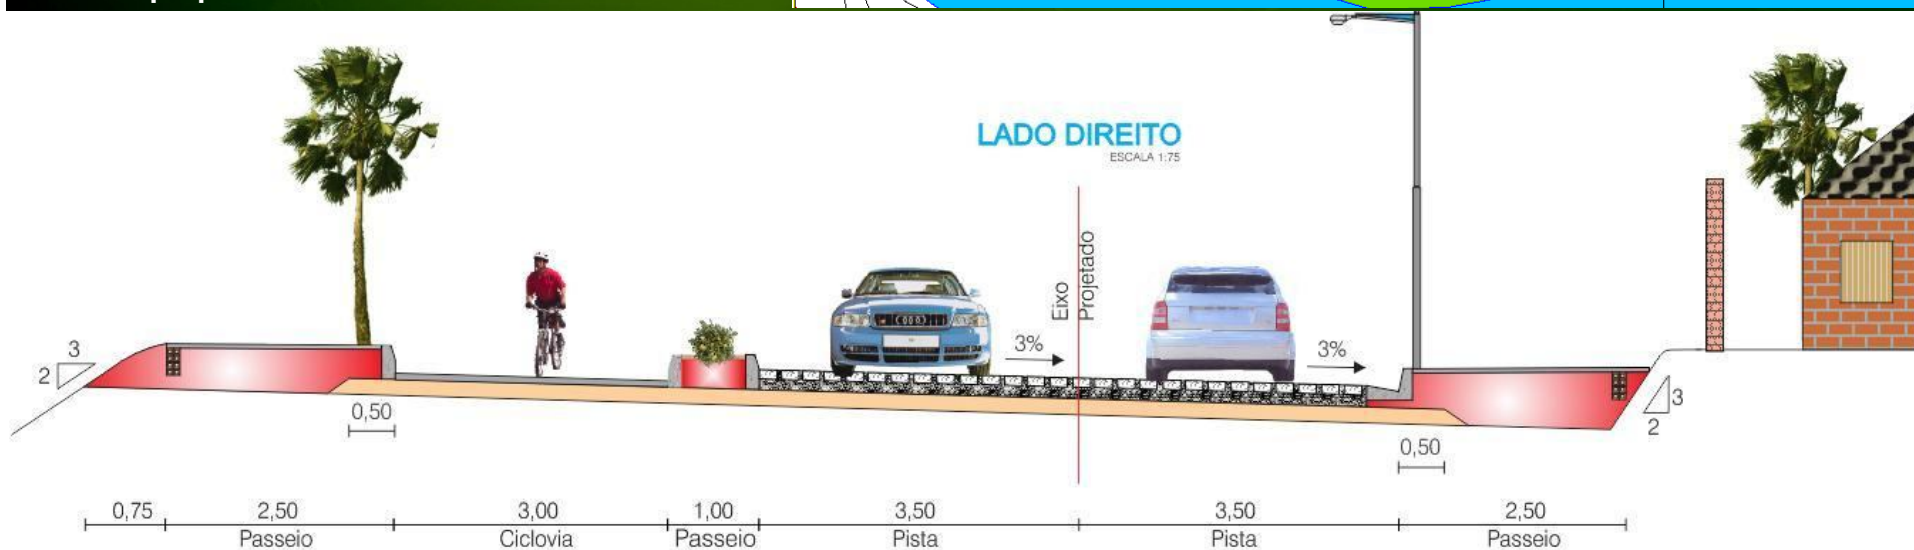 LADO DIREITO
ESCALA 1:75
Eixo
Projetado
3%
3%
3
2
3
2
0,50
0,50
0,75
2,50
3,00
1,00
3,50
3,50
2,50
Passeio
Ciclovia
Passeio
Pista
Pista
Passeio